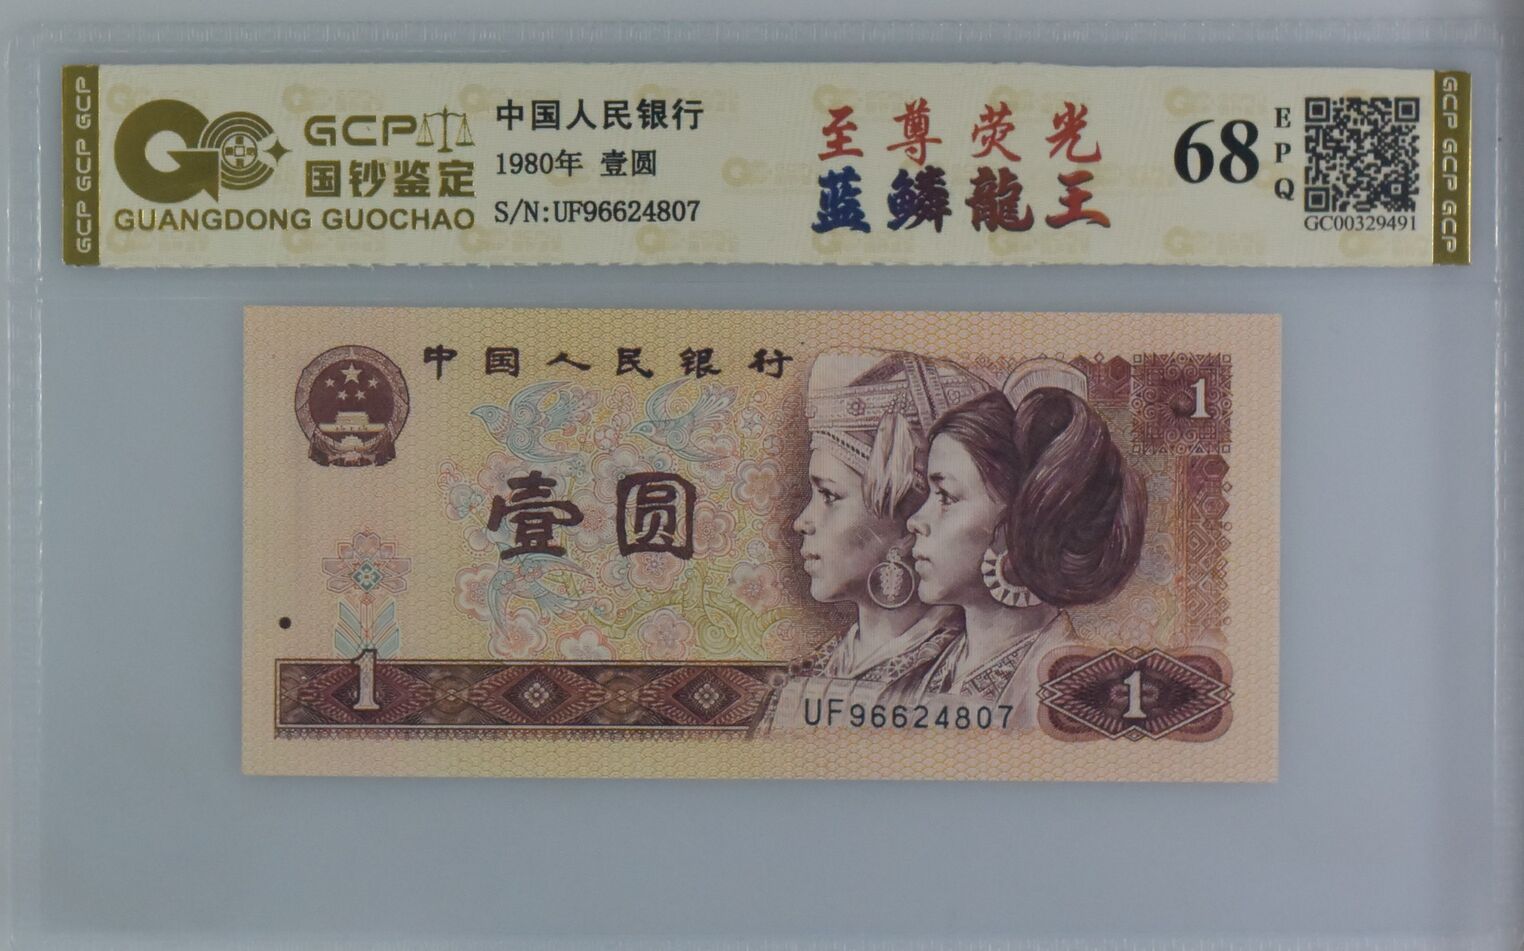 GCP GCP GCP
GCP
国钞鉴定
GUANGDONG GUOCHAO
中国人民银行
1980年 壹圆
S/N:UF96624807
至尊荧光
蓝鳞龍王
68
EPQ
GC00329491
GCP GCP GCP
中国人民银行
1
壹圆
1
1
UF96624807